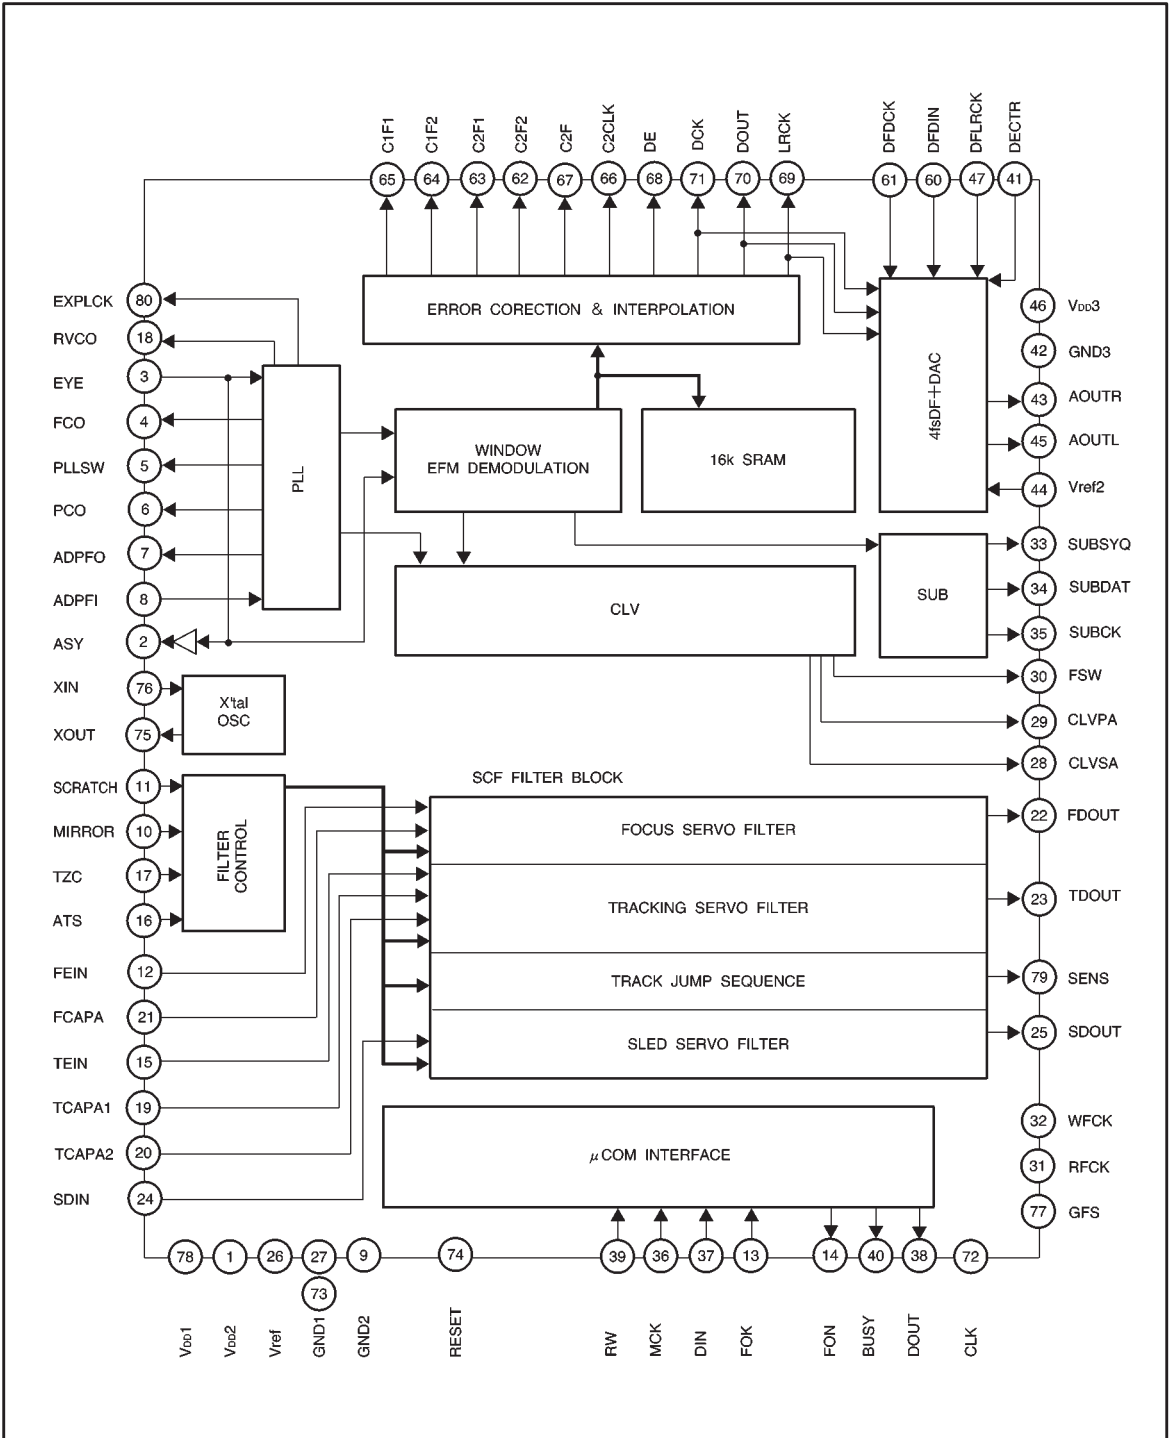 C1F1
C1F2
C2F1
C2F2
C2F
C2CLK
DE
DCK
DOUT
LRCK
DFDCK
DFDIN
DFLRCK
DECTR
65
64
63
62
67
66
68
71
70
69
61
60
47
41
EXPLCK 80
RVCO 18
EYE 3
FCO 4
PLLSW 5
PCO 6
ADPFO 7
ADPFI 8
ASY 2
XIN 76
XOUT 75
SCRATCH 11
MIRROR 10
TZC 17
ATS 16
FEIN 12
FCAPA 21
TEIN 15
TCAPA1 19
TCAPA2 20
SDIN 24
ERROR CORECTION & INTERPOLATION
PLL
WINDOW
EFM DEMODULATION
16k SRAM
4fsDF+DAC
CLV
SUB
X'tal
OSC
FILTER
CONTROL
SCF FILTER BLOCK
FOCUS SERVO FILTER
TRACKING SERVO FILTER
TRACK JUMP SEQUENCE
SLED SERVO FILTER
μCOM INTERFACE
46 VDD3
42 GND3
43 AOUTR
45 AOUTL
44 Vref2
33 SUBSYQ
34 SUBDAT
35 SUBCK
30 FSW
29 CLVPA
28 CLVSA
22 FDOUT
23 TDOUT
79 SENS
25 SDOUT
32 WFCK
31 RFCK
77 GFS
78
1
26
27
73
9
74
39
36
37
13
14
40
38
72
VDD1
VDD2
Vref
GND1
GND2
RESET
RW
MCK
DIN
FOK
FON
BUSY
DOUT
CLK